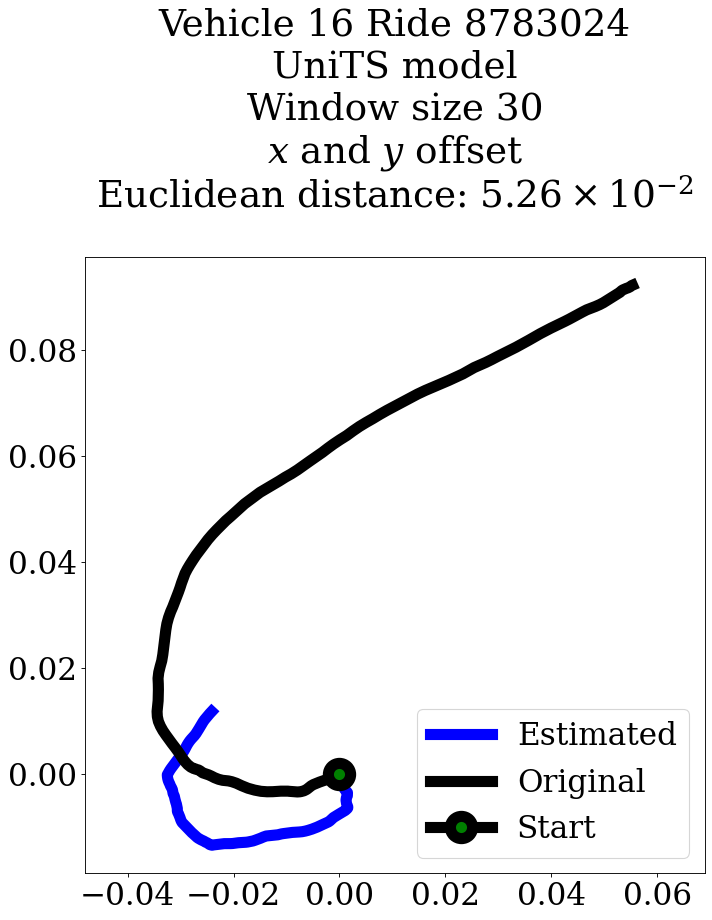 Vehicle 16 Ride 8783024
UniTS model
Window size 30
x and y offset
Euclidean distance: 5.26 × 10⁻²
0.08
0.06
0.04
0.02
0.00
Estimated
Original
Start
−0.04 −0.02 0.00 0.02 0.04 0.06